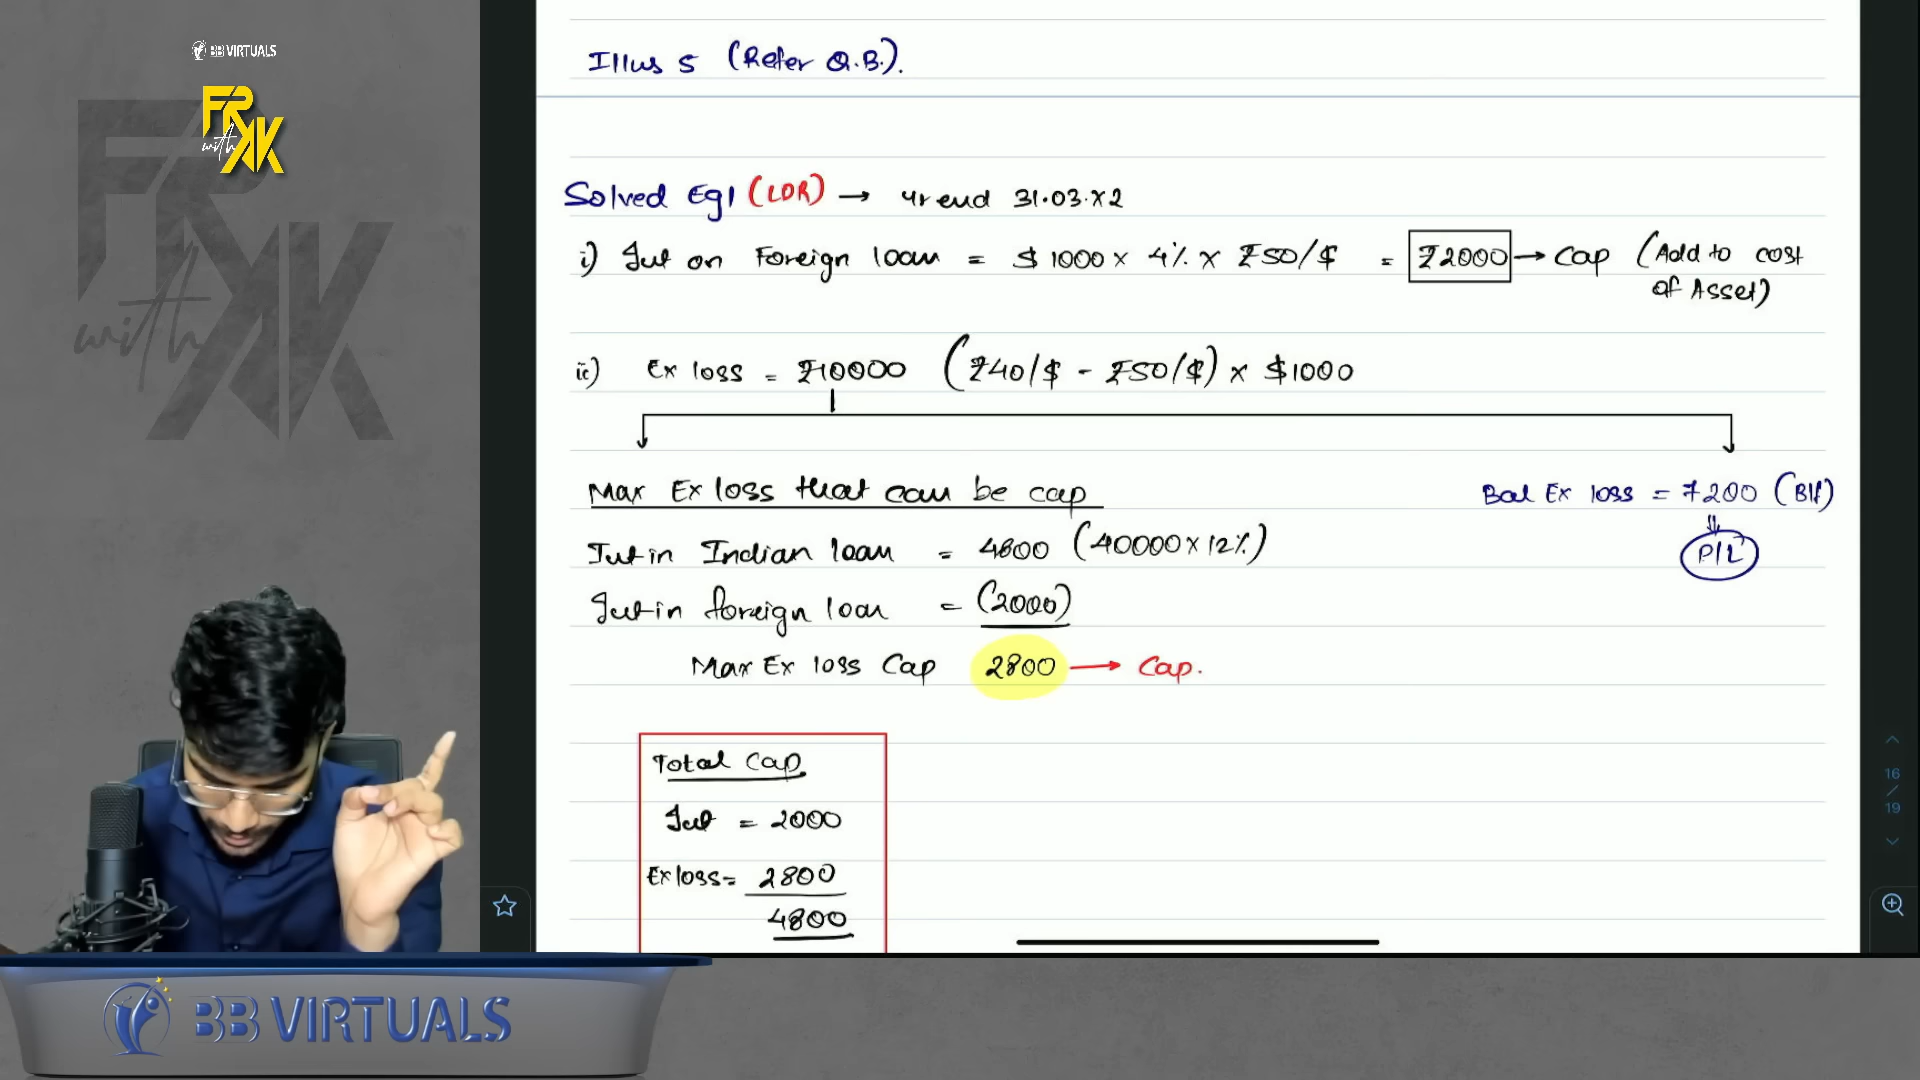 BB VIRTUALS
FR
with
KK
FR
with
KK
Illus 5 (Refer Q.B.).
Solved Eg1 (LDR) → yr end 31.03.X2
i) Int on Foreign loan = $ 1000 × 4% × ₹50/$ = ₹2000 → Cap (Add to cost
of Asset)
ii) Ex loss = ₹10000 (₹40/$ - ₹50/$) × $1000
Max Ex loss that can be cap
Bal Ex loss = 7200 (B/f)
P/L
Int in Indian loan = 4800 (40000 × 12%)
Int in foreign loan = (2000)
Max Ex loss Cap 2800 → Cap.
Total Cap
Int = 2000
Ex loss = 2800
4800
16
/
19
BB VIRTUALS